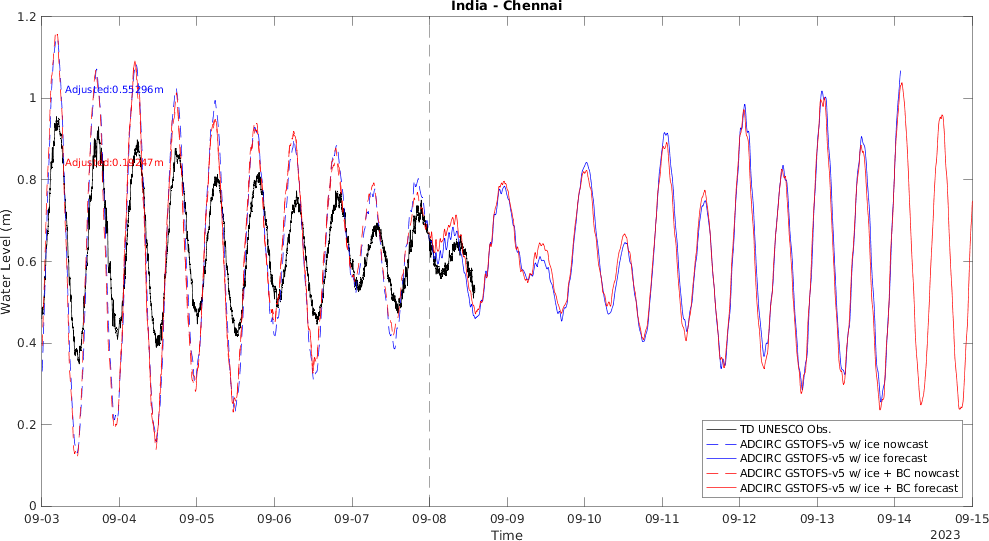 India - Chennai
1.2
1
0.8
0.6
0.4
0.2
0
Water Level (m)
Adjusted:0.55296m
Adjusted:0.19247m
TD UNESCO Obs.
ADCIRC GSTOFS-v5 w/ ice nowcast
ADCIRC GSTOFS-v5 w/ ice forecast
ADCIRC GSTOFS-v5 w/ ice + BC nowcast
ADCIRC GSTOFS-v5 w/ ice + BC forecast
09-03 09-04 09-05 09-06 09-07 09-08 09-09 09-10 09-11 09-12 09-13 09-14 09-15
Time
2023